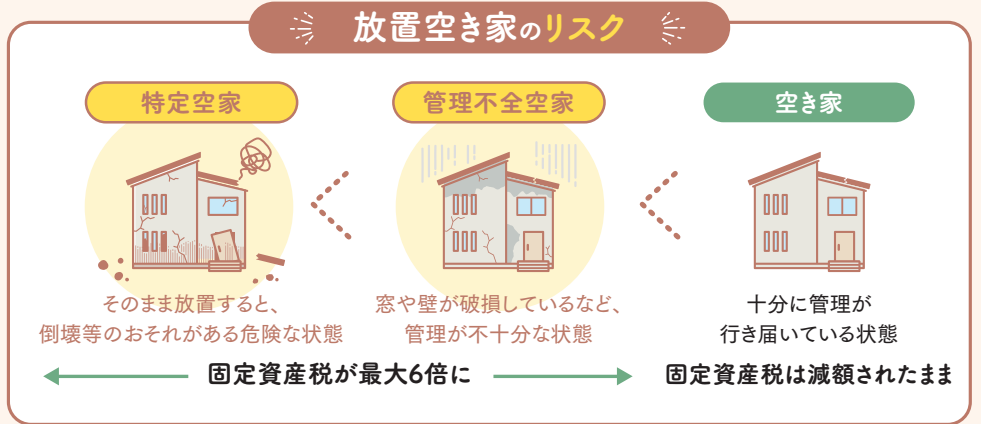 放置空き家のリスク
特定空家
管理不全空家
空き家
そのまま放置すると、
倒壊等のおそれがある危険な状態
窓や壁が破損しているなど、
管理が不十分な状態
十分に管理が
行き届いている状態
固定資産税が最大6倍に
固定資産税は減額されたまま